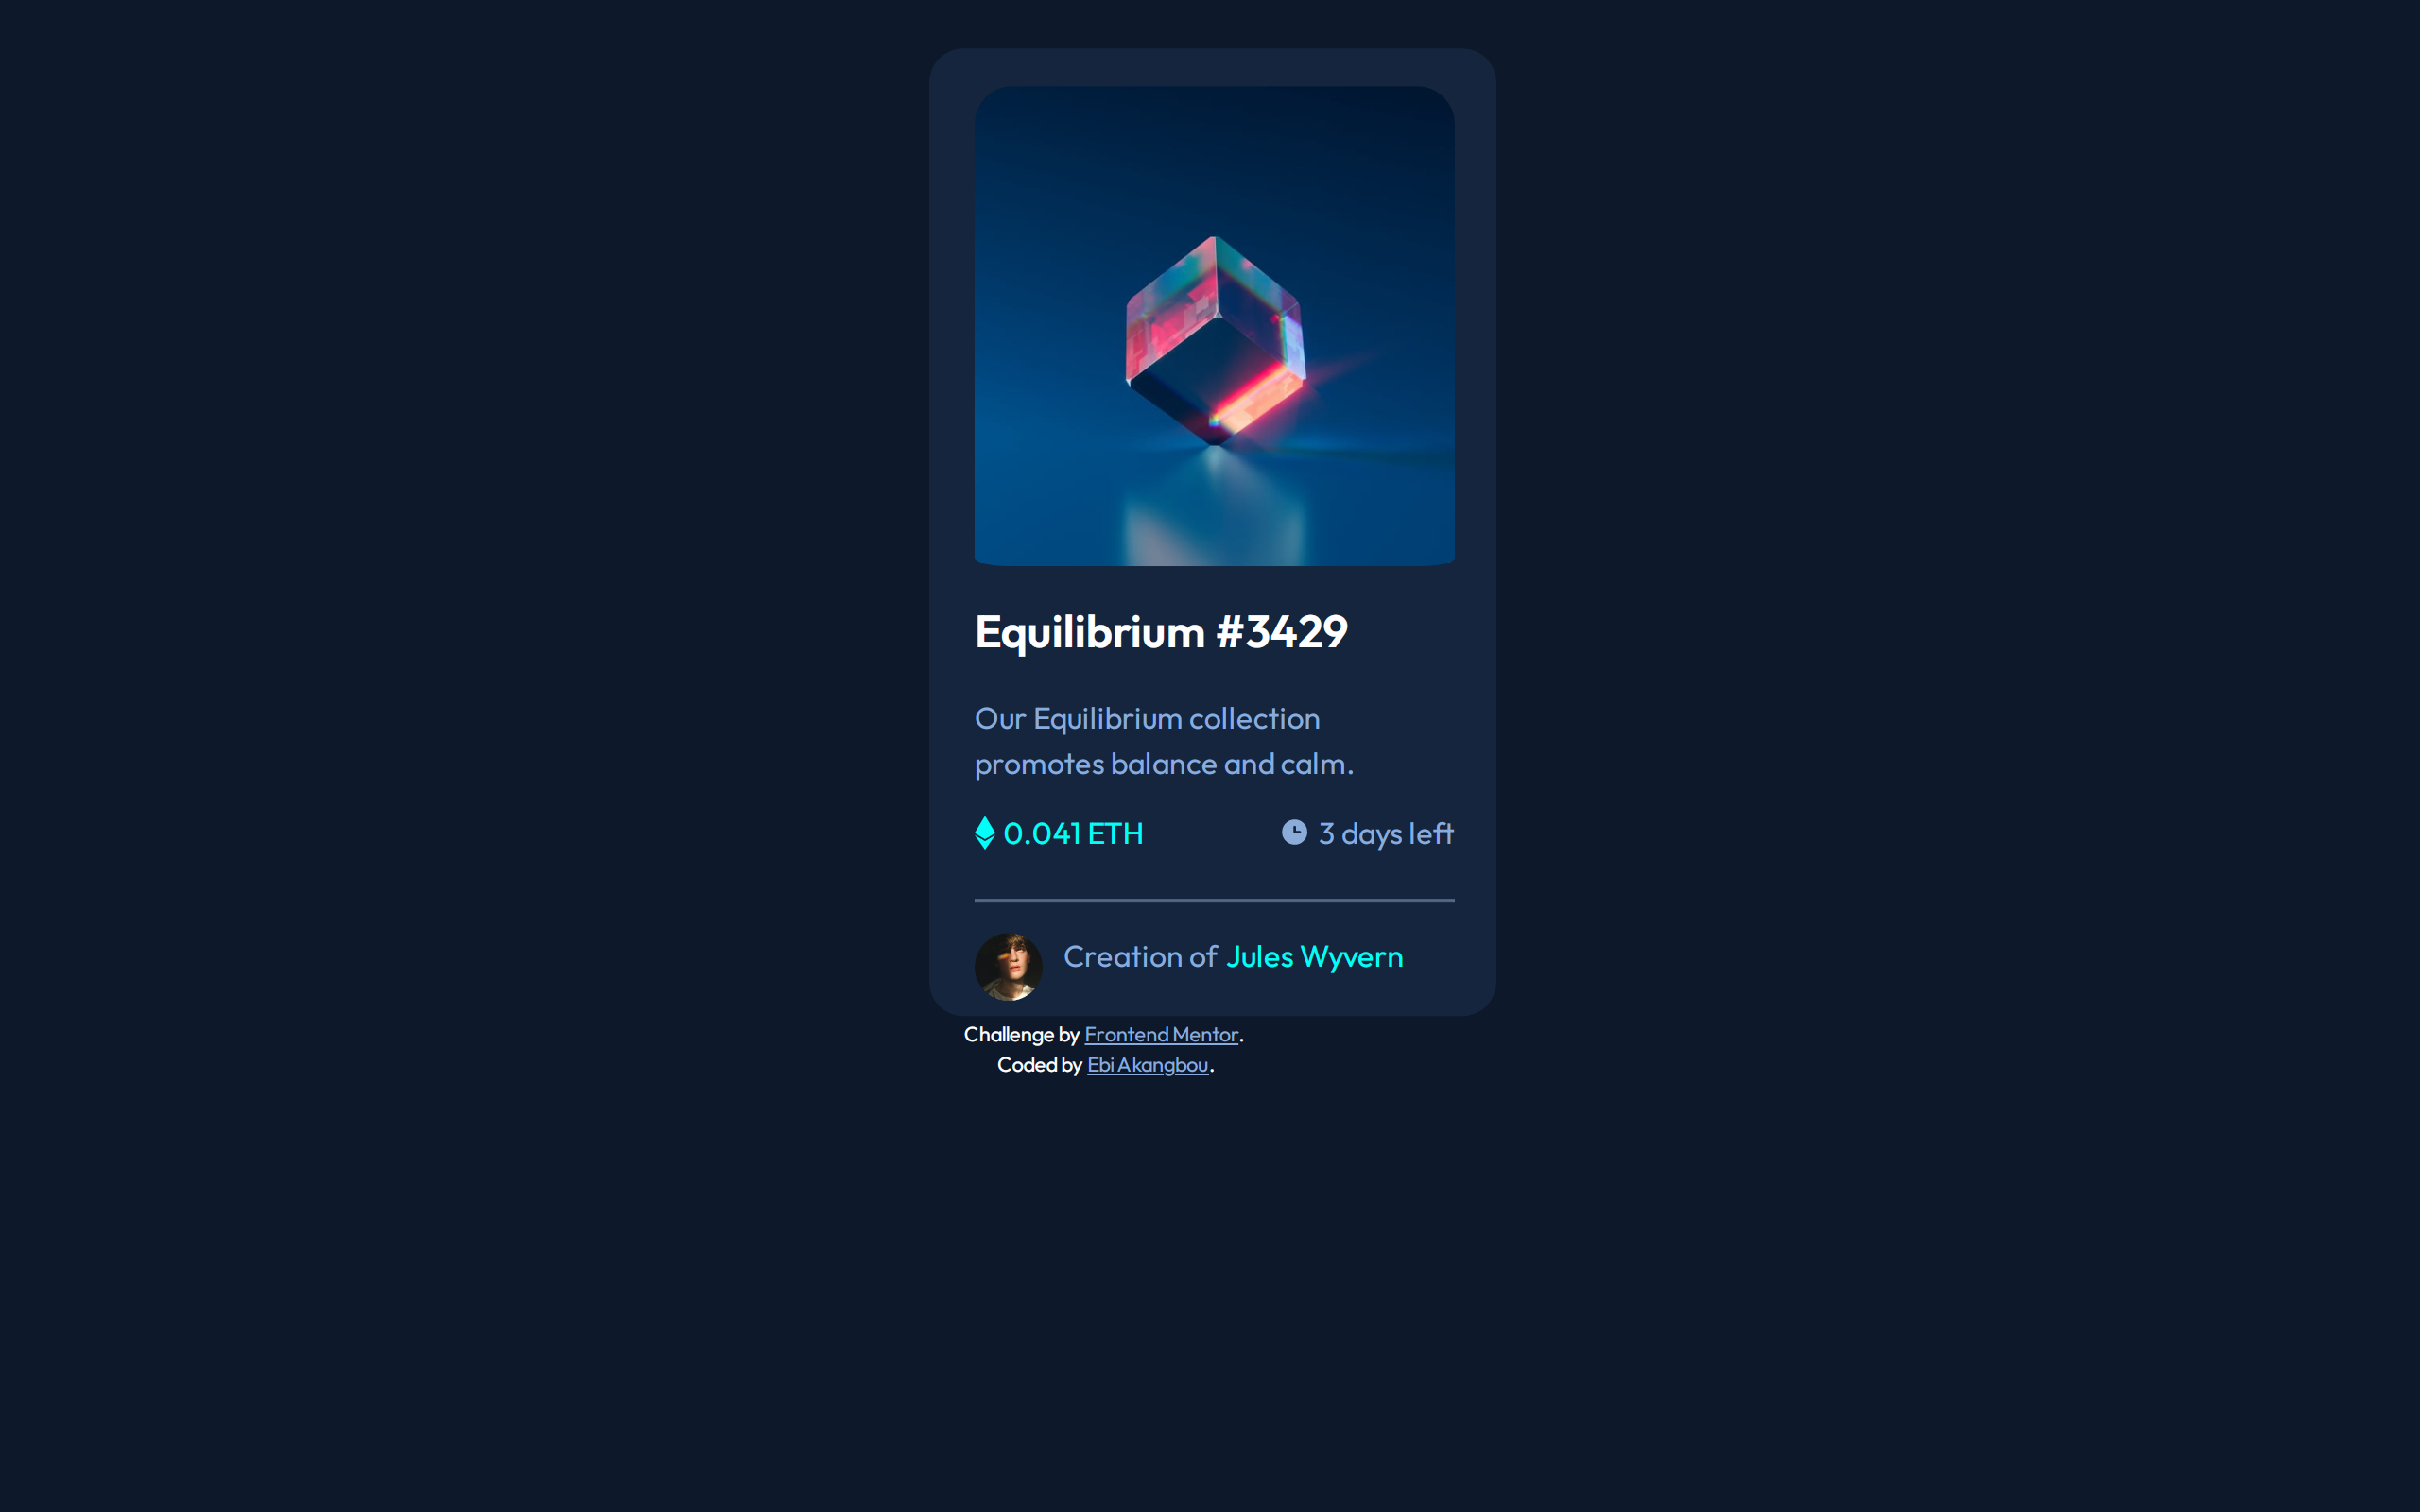 Equilibrium #3429
Our Equilibrium collection
promotes balance and calm.
0.041 ETH
3 days left
Creation of Jules Wyvern
Challenge by Frontend Mentor.
Coded by Ebi Akangbou.